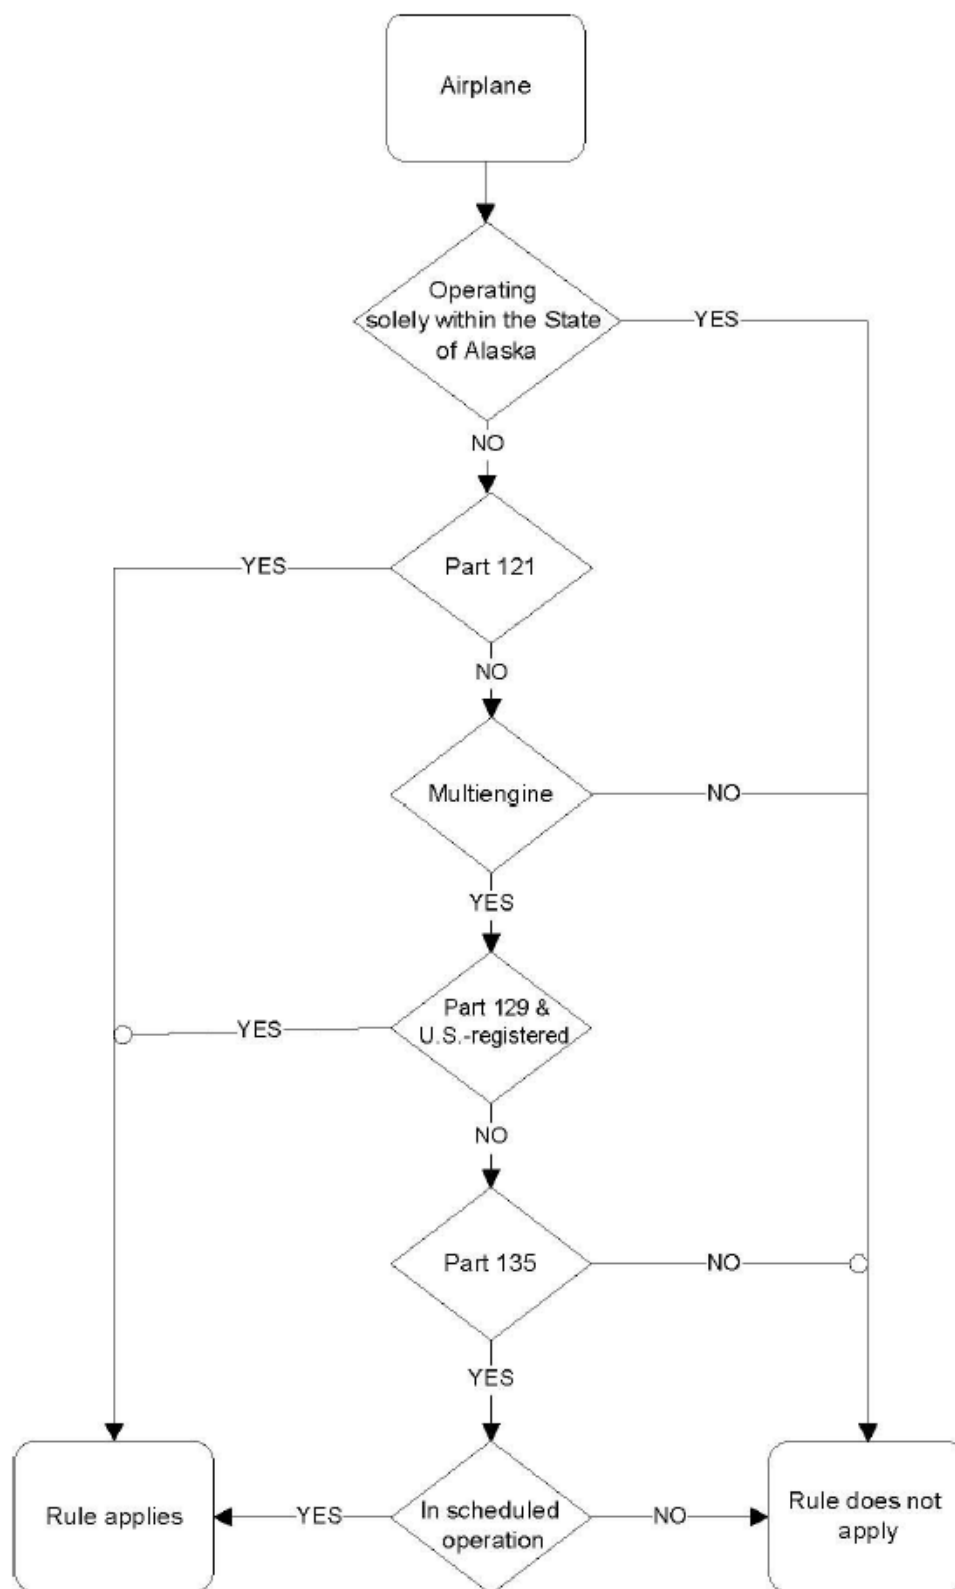 Airplane
Operating
solely within the State
of Alaska
YES
NO
YES
Part 121
NO
Multiengine
NO
YES
YES
Part 129 &
U.S.-registered
NO
Part 135
NO
YES
Rule applies
YES
In scheduled
operation
NO
Rule does not
apply